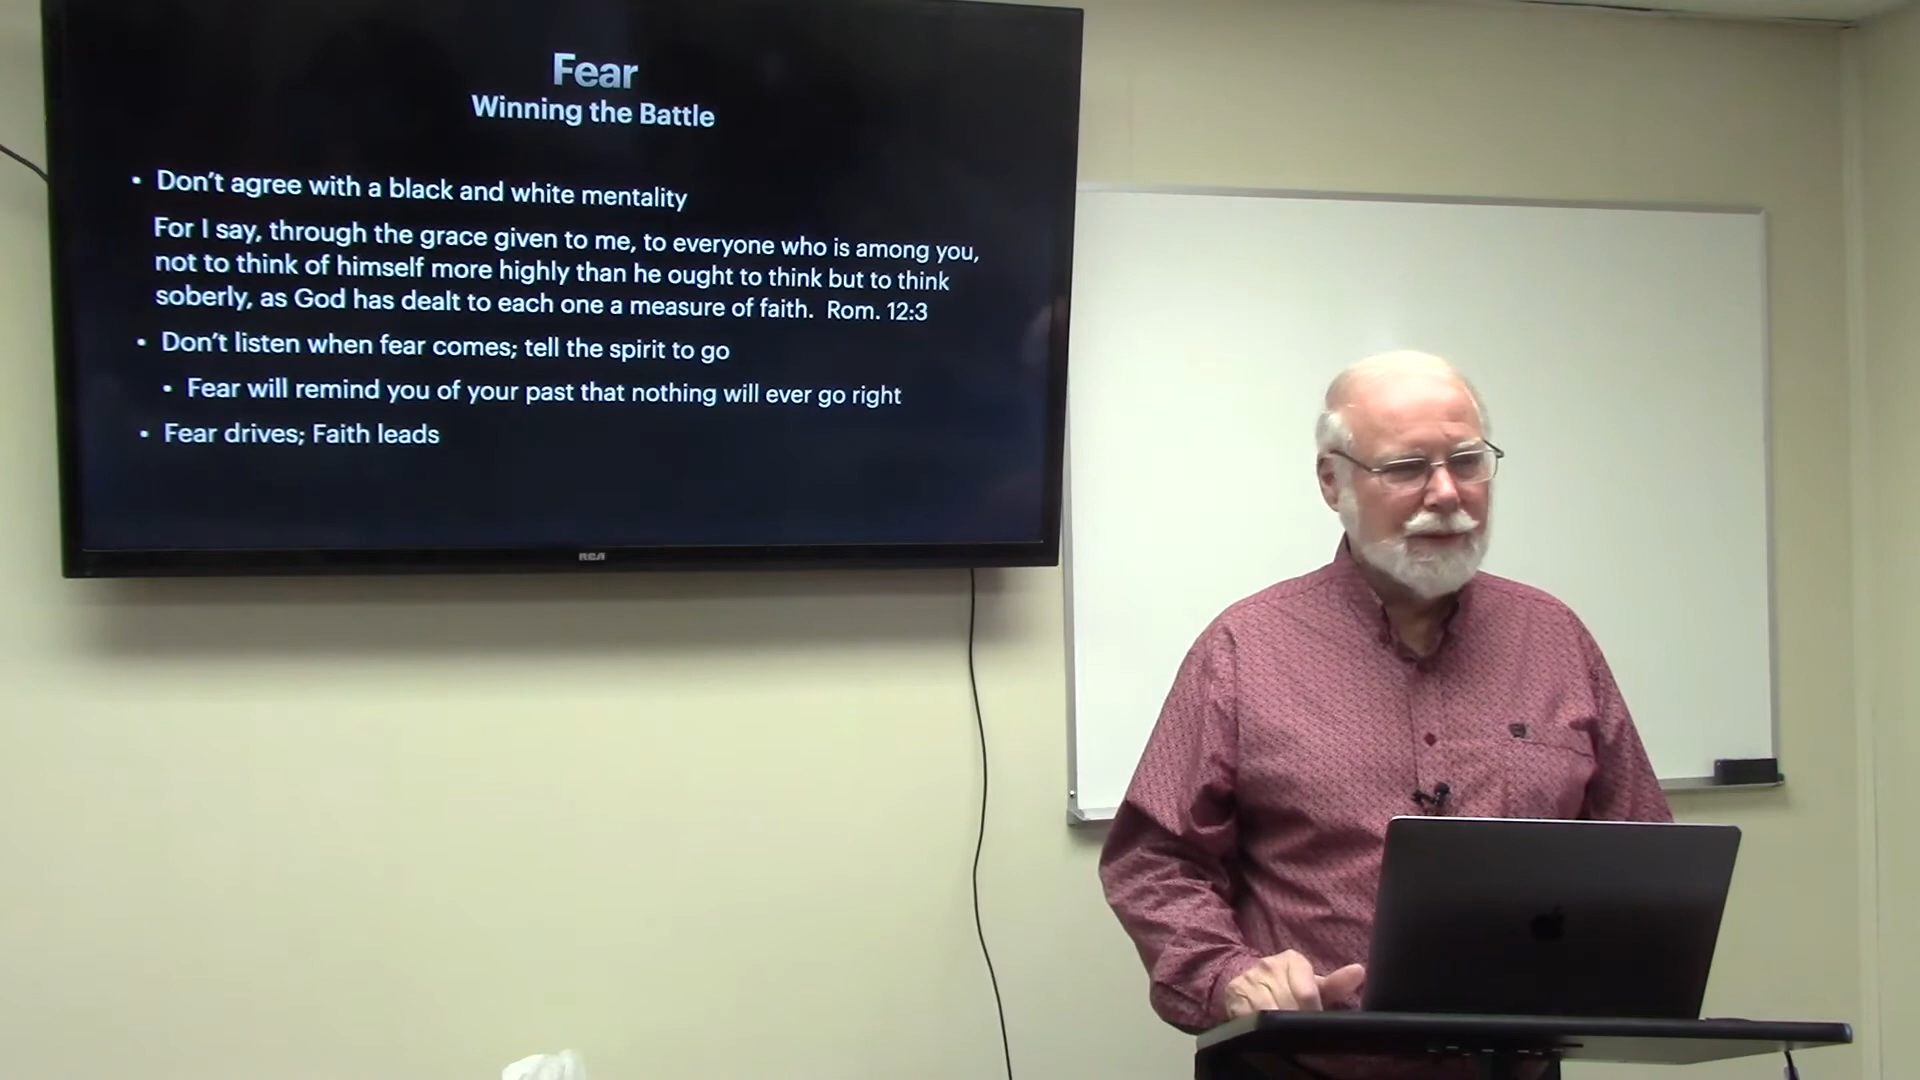 Fear
Winning the Battle
• Don't agree with a black and white mentality
For I say, through the grace given to me, to everyone who is among you,
not to think of himself more highly than he ought to think but to think
soberly, as God has dealt to each one a measure of faith.  Rom. 12:3
• Don't listen when fear comes; tell the spirit to go
• Fear will remind you of your past that nothing will ever go right
• Fear drives; Faith leads
RCA